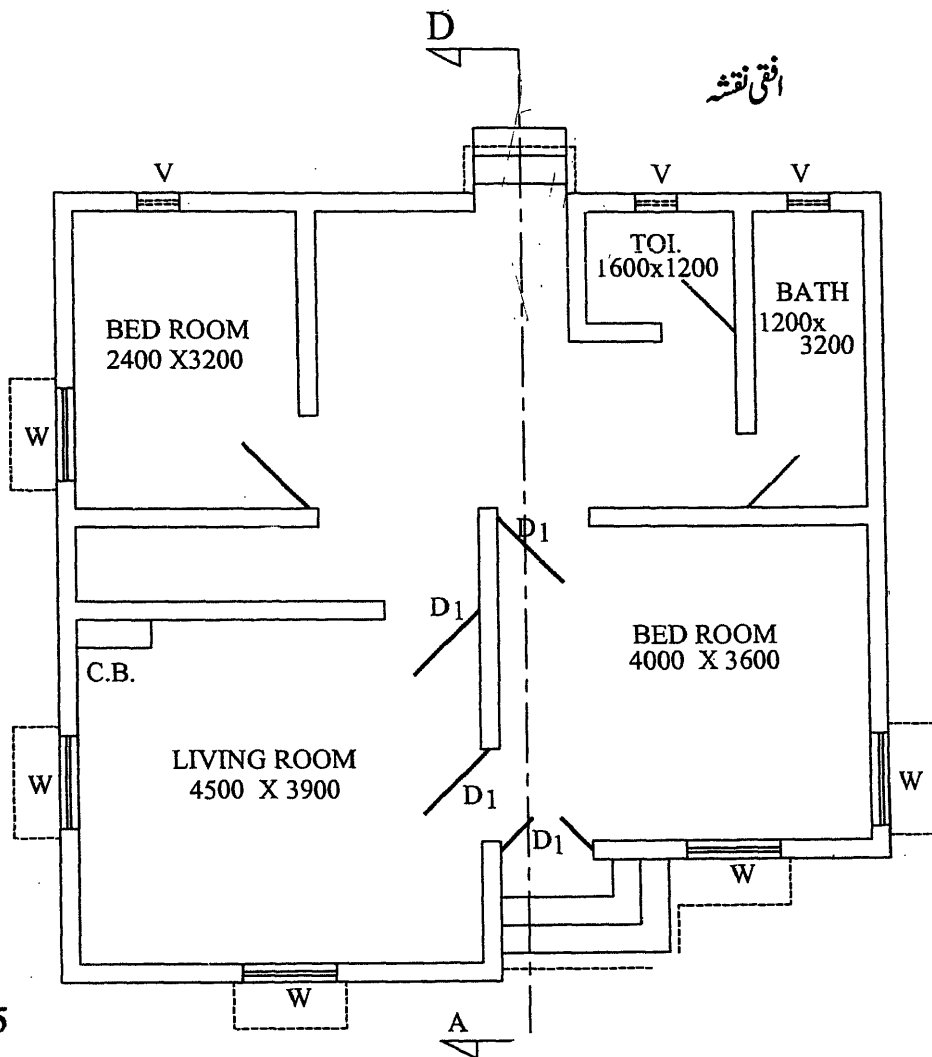 D
افقی نقشہ
V
V
V
TOI.
1600x1200
BATH
1200x
3200
BED ROOM
2400 X3200
W
D1
D1
BED ROOM
4000 X 3600
C.B.
LIVING ROOM
4500 X 3900
W
D1
W
D1
W
W
A
5